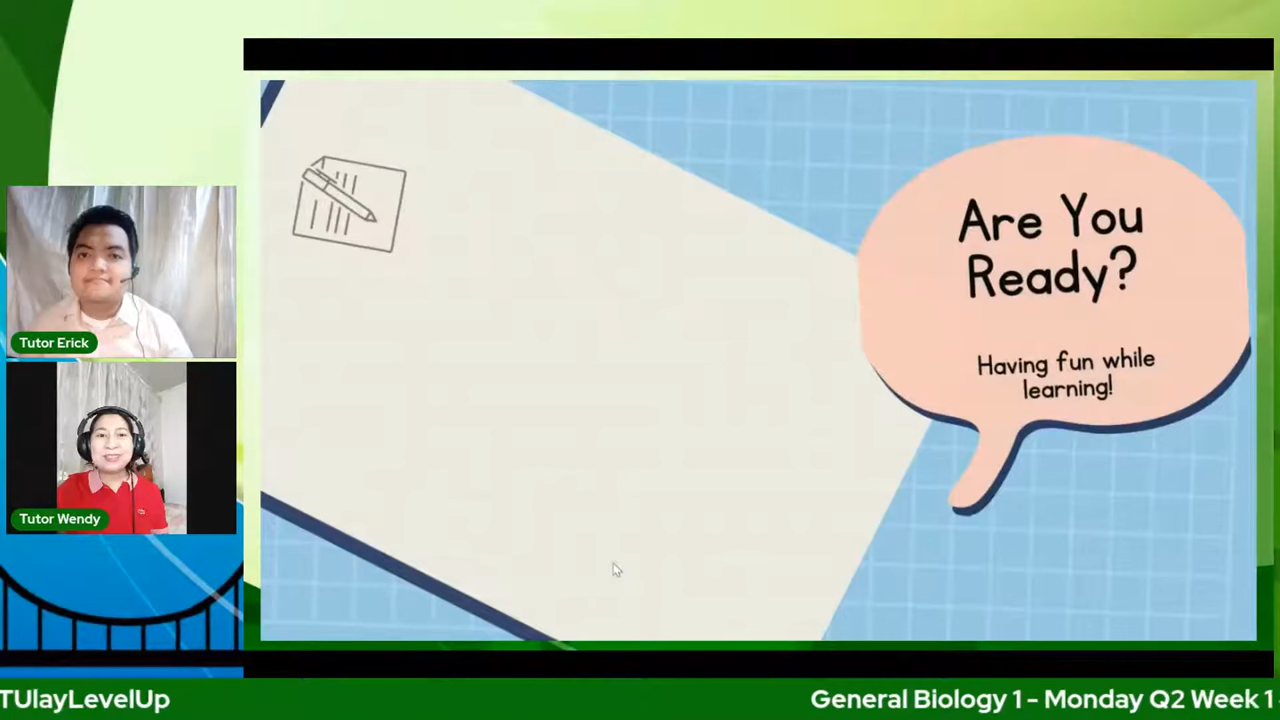 Are You
Ready?
Having fun while
learning!
Tutor Erick
Tutor Wendy
TUlayLevelUp
General Biology 1 - Monday Q2 Week 1